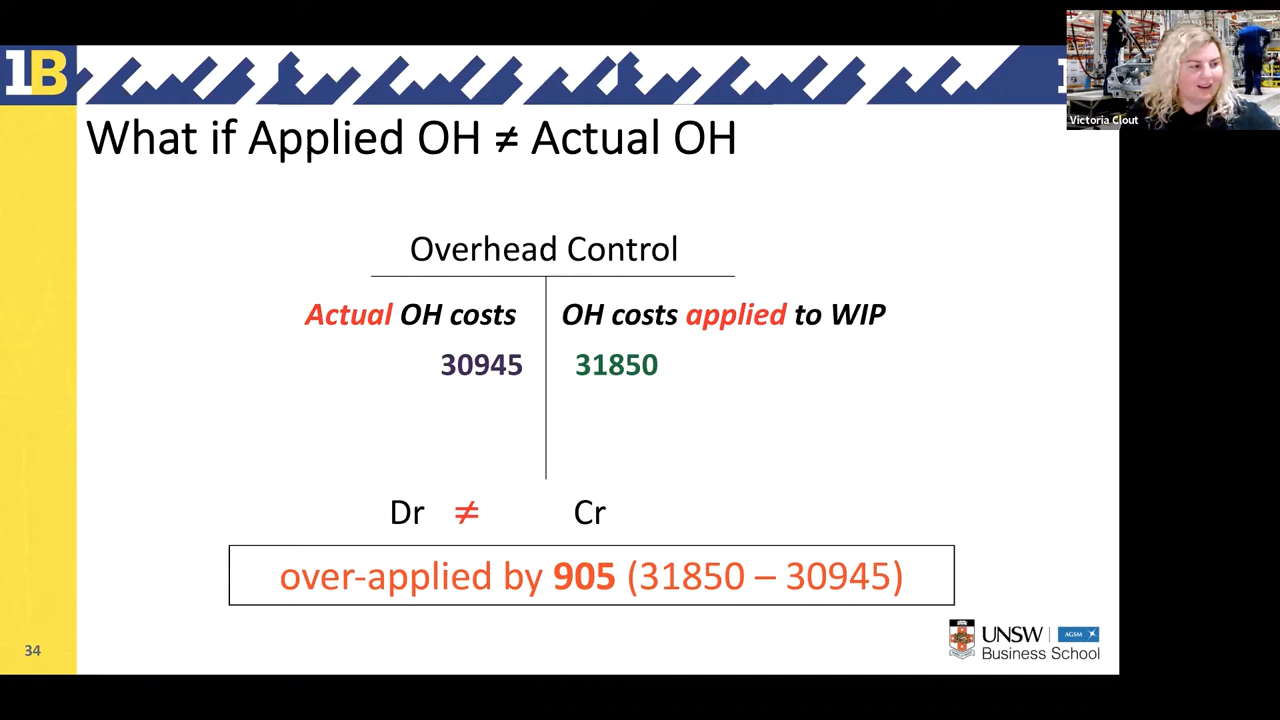 1B
What if Applied OH ≠ Actual OH
Victoria Clout
Overhead Control
Actual OH costs
OH costs applied to WIP
30945
31850
Dr ≠ Cr
over-applied by 905 (31850 – 30945)
34
UNSW
AGSM
Business School